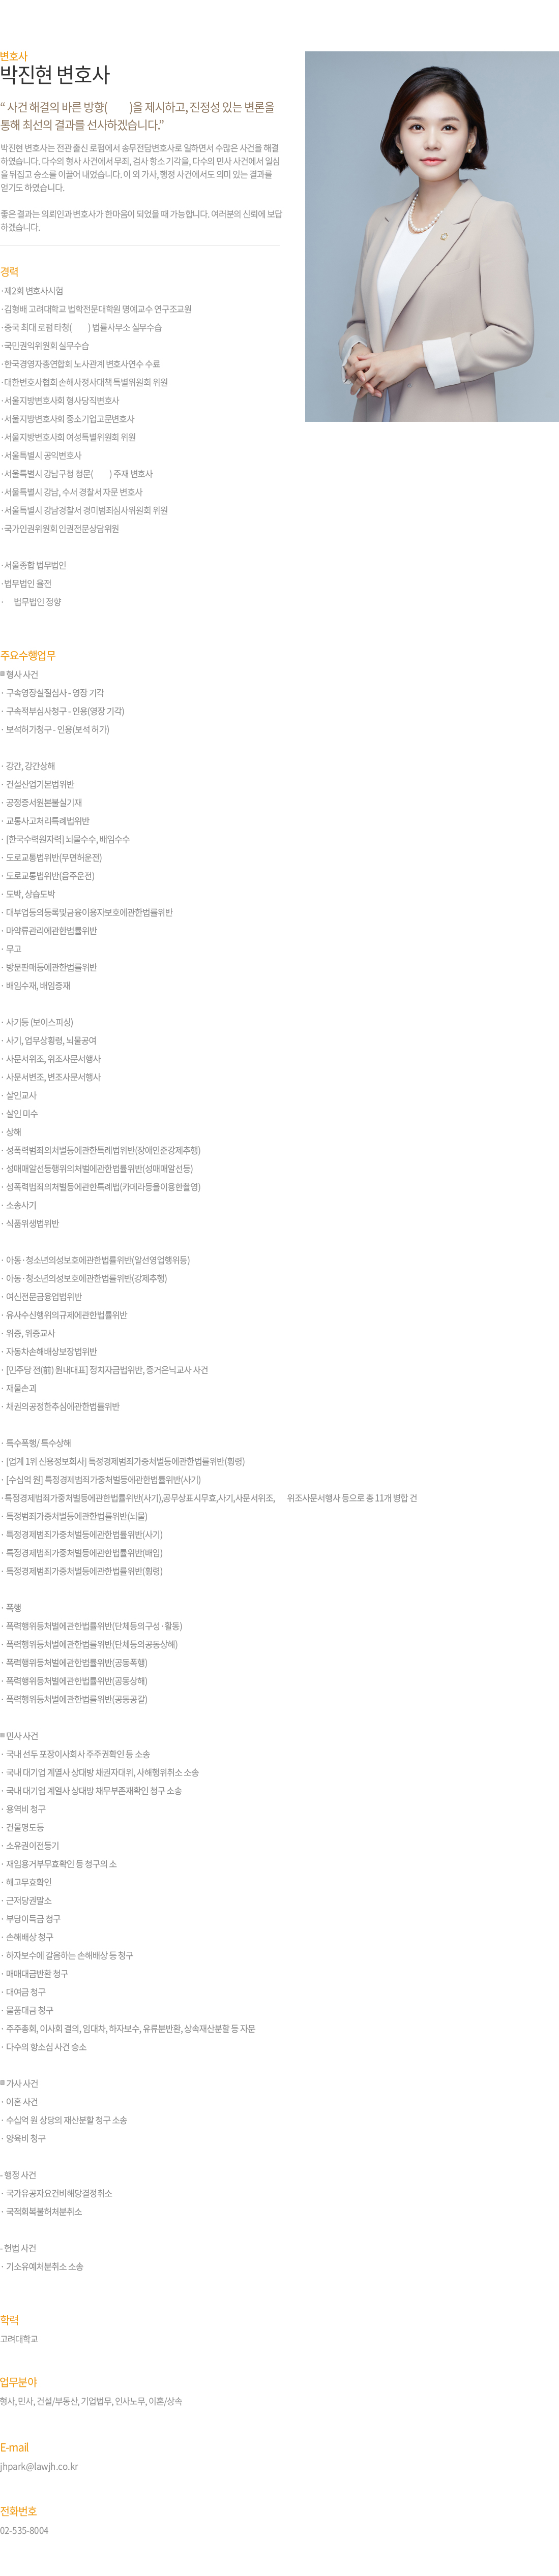 변호사
박진현 변호사
“ 사건 해결의 바른 방향( )을 제시하고, 진정성 있는 변론을
통해 최선의 결과를 선사하겠습니다.”
박진현 변호사는 전관 출신 로펌에서 송무전담변호사로 일하면서 수많은 사건을 해결
하였습니다. 다수의 형사 사건에서 무죄, 검사 항소 기각을, 다수의 민사 사건에서 일심
을 뒤집고 승소를 이끌어 내었습니다. 이 외 가사, 행정 사건에서도 의미 있는 결과를
얻기도 하였습니다.
좋은 결과는 의뢰인과 변호사가 한마음이 되었을 때 가능합니다. 여러분의 신뢰에 보답
하겠습니다.
경력
·제2회 변호사시험
·김형배 고려대학교 법학전문대학원 명예교수 연구조교원
·중국 최대 로펌 타청( ) 법률사무소 실무수습
·국민권익위원회 실무수습
·한국경영자총연합회 노사관계 변호사연수 수료
·대한변호사협회 손해사정사대책 특별위원회 위원
·서울지방변호사회 형사당직변호사
·서울지방변호사회 중소기업고문변호사
·서울지방변호사회 여성특별위원회 위원
·서울특별시 공익변호사
·서울특별시 강남구청 청문( ) 주재 변호사
·서울특별시 강남, 수서 경찰서 자문 변호사
·서울특별시 강남경찰서 경미범죄심사위원회 위원
·국가인권위원회 인권전문상담위원
·서울종합 법무법인
·법무법인 율전
· 법무법인 정향
주요수행업무
■ 형사 사건
· 구속영장실질심사 - 영장 기각
· 구속적부심사청구 - 인용(영장 기각)
· 보석허가청구 - 인용(보석 허가)
· 강간, 강간상해
· 건설산업기본법위반
· 공정증서원본불실기재
· 교통사고처리특례법위반
· [한국수력원자력] 뇌물수수, 배임수수
· 도로교통법위반(무면허운전)
· 도로교통법위반(음주운전)
· 도박, 상습도박
· 대부업등의등록및금융이용자보호에관한법률위반
· 마약류관리에관한법률위반
· 무고
· 방문판매등에관한법률위반
· 배임수재, 배임증재
· 사기등 (보이스피싱)
· 사기, 업무상횡령, 뇌물공여
· 사문서위조, 위조사문서행사
· 사문서변조, 변조사문서행사
· 살인교사
· 살인 미수
· 상해
· 성폭력범죄의처벌등에관한특례법위반(장애인준강제추행)
· 성매매알선등행위의처벌에관한법률위반(성매매알선등)
· 성폭력범죄의처벌등에관한특례법(카메라등을이용한촬영)
· 소송사기
· 식품위생법위반
· 아동·청소년의성보호에관한법률위반(알선영업행위등)
· 아동·청소년의성보호에관한법률위반(강제추행)
· 여신전문금융업법위반
· 유사수신행위의규제에관한법률위반
· 위증, 위증교사
· 자동차손해배상보장법위반
· [민주당 전(前) 원내대표] 정치자금법위반, 증거은닉교사 사건
· 재물손괴
· 채권의공정한추심에관한법률위반
· 특수폭행/ 특수상해
· [업계 1위 신용정보회사] 특정경제범죄가중처벌등에관한법률위반(횡령)
· [수십억 원] 특정경제범죄가중처벌등에관한법률위반(사기)
·특정경제범죄가중처벌등에관한법률위반(사기),공무상표시무효,사기,사문서위조, 위조사문서행사 등으로 총 11개 병합 건
· 특정범죄가중처벌등에관한법률위반(뇌물)
· 특정경제범죄가중처벌등에관한법률위반(사기)
· 특정경제범죄가중처벌등에관한법률위반(배임)
· 특정경제범죄가중처벌등에관한법률위반(횡령)
· 폭행
· 폭력행위등처벌에관한법률위반(단체등의구성·활동)
· 폭력행위등처벌에관한법률위반(단체등의공동상해)
· 폭력행위등처벌에관한법률위반(공동폭행)
· 폭력행위등처벌에관한법률위반(공동상해)
· 폭력행위등처벌에관한법률위반(공동공갈)
■ 민사 사건
· 국내 선두 포장이사회사 주주권확인 등 소송
· 국내 대기업 계열사 상대방 채권자대위, 사해행위취소 소송
· 국내 대기업 계열사 상대방 채무부존재확인 청구 소송
· 용역비 청구
· 건물명도등
· 소유권이전등기
· 재임용거부무효확인 등 청구의 소
· 해고무효확인
· 근저당권말소
· 부당이득금 청구
· 손해배상 청구
· 하자보수에 갈음하는 손해배상 등 청구
· 매매대금반환 청구
· 대여금 청구
· 물품대금 청구
· 주주총회, 이사회 결의, 임대차, 하자보수, 유류분반환, 상속재산분할 등 자문
· 다수의 항소심 사건 승소
■ 가사 사건
· 이혼 사건
· 수십억 원 상당의 재산분할 청구 소송
· 양육비 청구
- 행정 사건
· 국가유공자요건비해당결정취소
· 국적회복불허처분취소
- 헌법 사건
· 기소유예처분취소 소송
학력
고려대학교
업무분야
형사, 민사, 건설/부동산, 기업법무, 인사노무, 이혼/상속
E-mail
jhpark@lawjh.co.kr
전화번호
02-535-8004